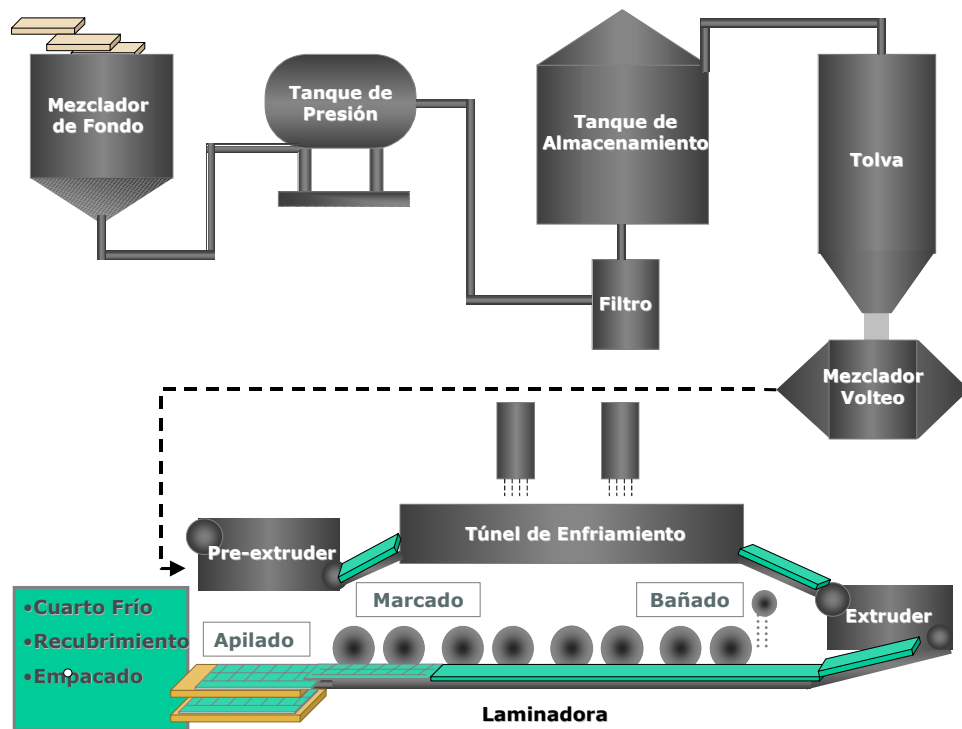 Mezclador
de Fondo
Tanque de
Presión
Tanque de
Almacenamiento
Tolva
Filtro
Mezclador
Volteo
Túnel de Enfriamiento
Pre-extruder
Extruder
Marcado
Bañado
Apilado
•Cuarto Frío
•Recubrimiento
•Empacado
Laminadora